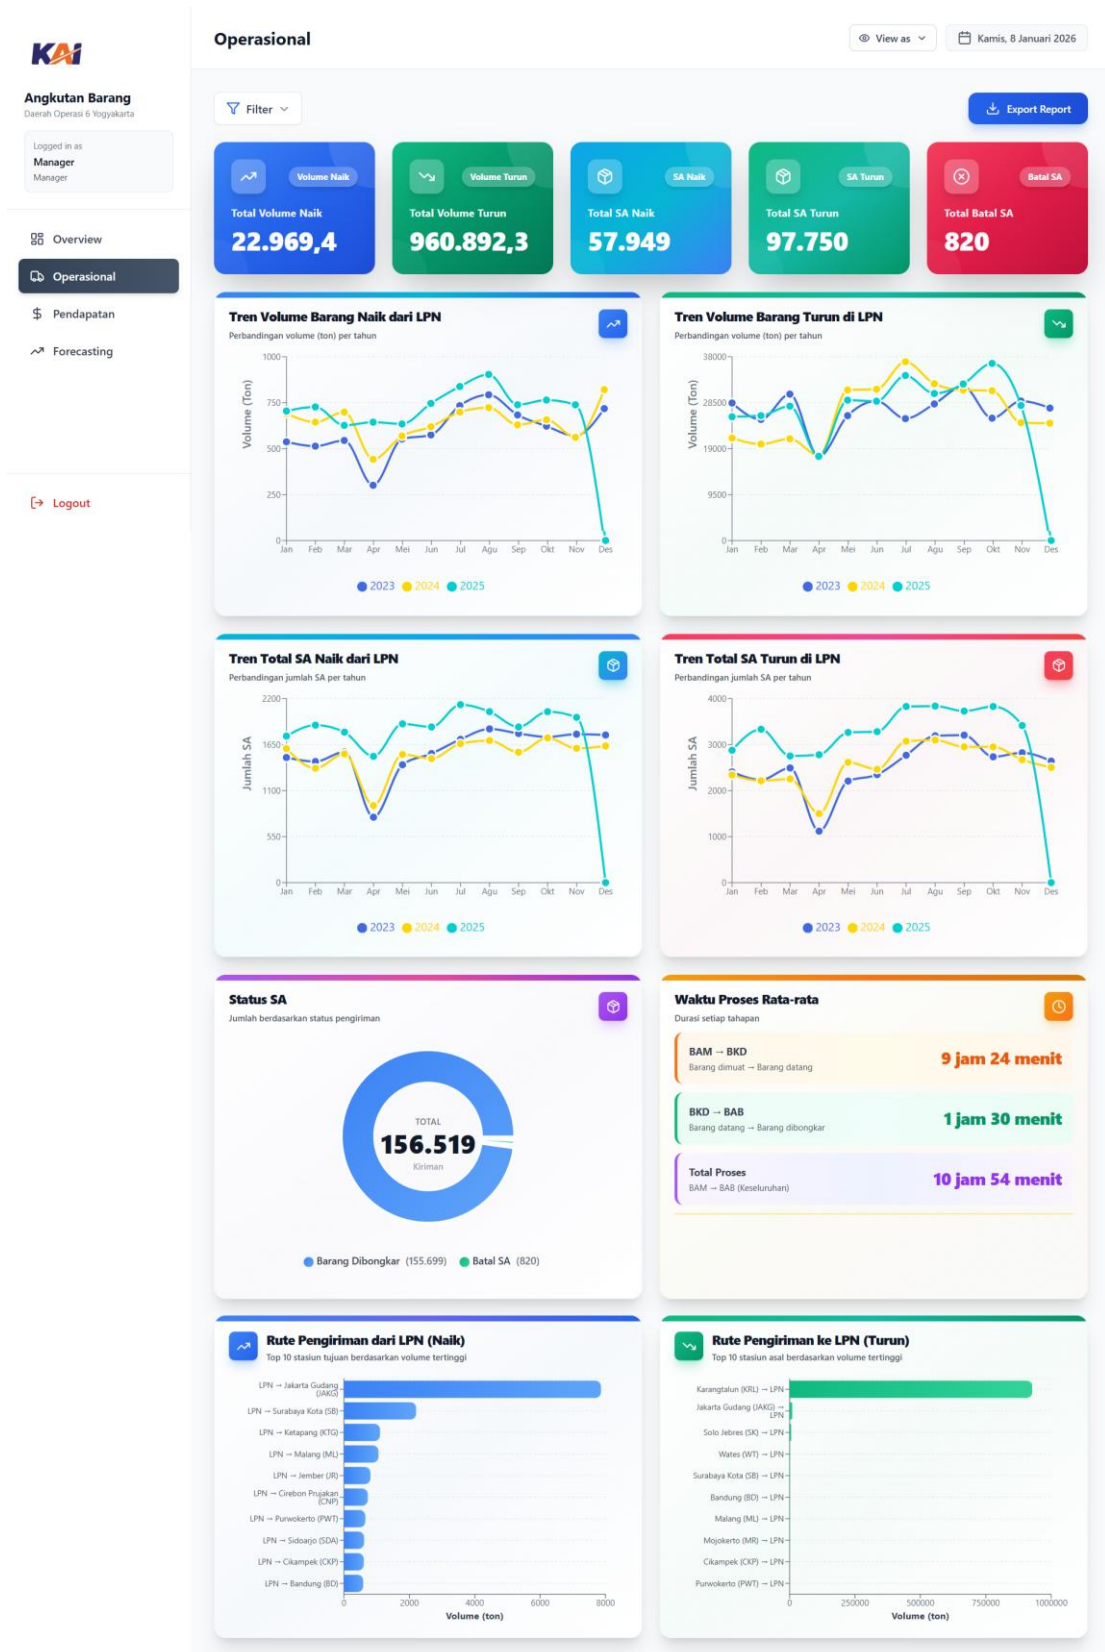 KAI
Operasional
View as
Kamis, 8 Januari 2026
Angkutan Barang
Daerah Operasi 6 Yogyakarta
Logged in as
Manager
Manager
Overview
Operasional
Pendapatan
Forecasting
Logout
Filter
Export Report
Volume Naik
Total Volume Naik
22.969,4
Volume Turun
Total Volume Turun
960.892,3
SA Naik
Total SA Naik
57.949
SA Turun
Total SA Turun
97.750
Batal SA
Total Batal SA
820
Tren Volume Barang Naik dari LPN
Perbandingan volume (ton) per tahun
Volume (Ton)
1000
750
500
250
0
Jan Feb Mar Apr Mei Jun Jul Agu Sep Okt Nov Des
2023 2024 2025
Tren Volume Barang Turun di LPN
Perbandingan volume (ton) per tahun
Volume (Ton)
38000
28500
19000
9500
0
Jan Feb Mar Apr Mei Jun Jul Agu Sep Okt Nov Des
2023 2024 2025
Tren Total SA Naik dari LPN
Perbandingan jumlah SA per tahun
Jumlah SA
2200
1650
1100
550
0
Jan Feb Mar Apr Mei Jun Jul Agu Sep Okt Nov Des
2023 2024 2025
Tren Total SA Turun di LPN
Perbandingan jumlah SA per tahun
Jumlah SA
4000
3000
2000
1000
0
Jan Feb Mar Apr Mei Jun Jul Agu Sep Okt Nov Des
2023 2024 2025
Status SA
Jumlah berdasarkan status pengiriman
TOTAL
156.519
Kiriman
Barang Dibongkar (155.699) Batal SA (820)
Waktu Proses Rata-rata
Durasi setiap tahapan
BAM → BKD
Barang dimuat → Barang datang
9 jam 24 menit
BKD → BAB
Barang datang → Barang dibongkar
1 jam 30 menit
Total Proses
BAM → BAB (Keseluruhan)
10 jam 54 menit
Rute Pengiriman dari LPN (Naik)
Top 10 stasiun tujuan berdasarkan volume tertinggi
LPN → Jakarta Gudang
(JAKG)
LPN → Surabaya Kota (SB)
LPN → Ketapang (KTG)
LPN → Malang (ML)
LPN → Jember (JR)
LPN → Cirebon Prujakan
(CNP)
LPN → Purwokerto (PWT)
LPN → Sidoarjo (SDA)
LPN → Cikampek (CKP)
LPN → Bandung (BD)
0 2000 4000 6000 8000
Volume (ton)
Rute Pengiriman ke LPN (Turun)
Top 10 stasiun asal berdasarkan volume tertinggi
Karangtalun (KRL) → LPN
Jakarta Gudang (JAKG) →
LPN
Solo Jebres (SK) → LPN
Wates (WT) → LPN
Surabaya Kota (SB) → LPN
Bandung (BD) → LPN
Malang (ML) → LPN
Mojokerto (MR) → LPN
Cikampek (CKP) → LPN
Purwokerto (PWT) → LPN
0 250000 500000 750000 1000000
Volume (ton)